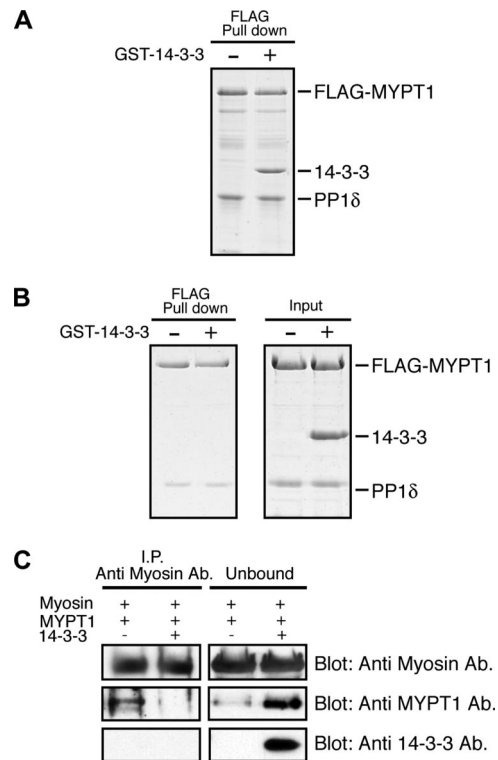 A
FLAG
Pull down
GST-14-3-3 – +
FLAG-MYPT1
14-3-3
PP1δ
B
FLAG
Pull down
Input
GST-14-3-3 – + – +
FLAG-MYPT1
14-3-3
PP1δ
C
I.P.
Anti Myosin Ab. Unbound
Myosin + + + +
MYPT1 + + + +
14-3-3 - + - +
Blot: Anti Myosin Ab.
Blot: Anti MYPT1 Ab.
Blot: Anti 14-3-3 Ab.